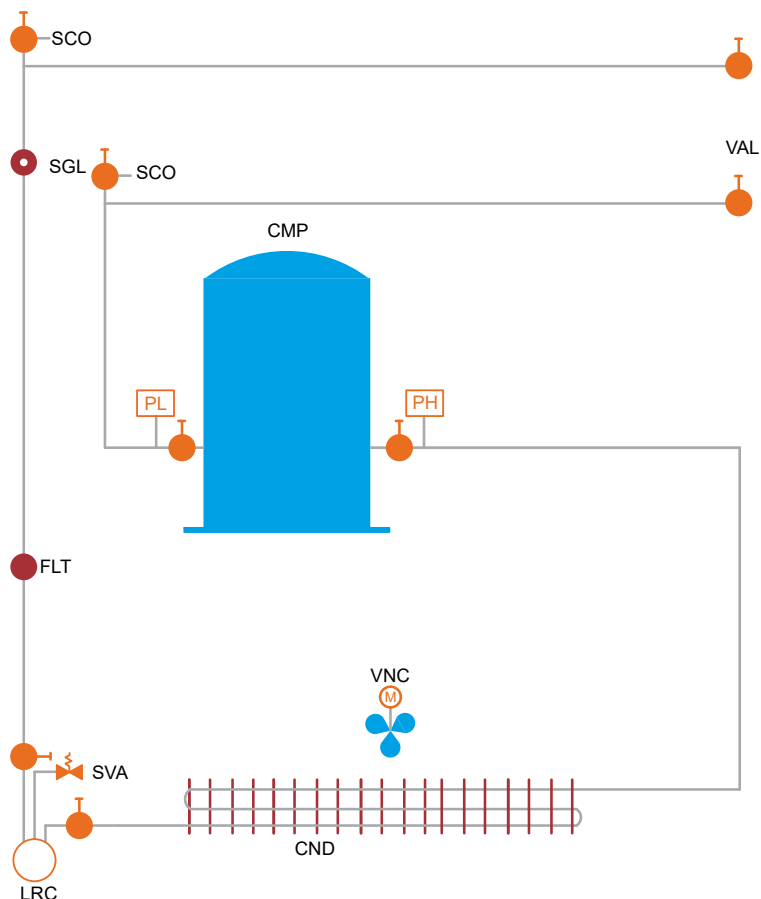 SCO
VAL
SGL
SCO
CMP
PL
PH
FLT
VNC
M
SVA
CND
LRC